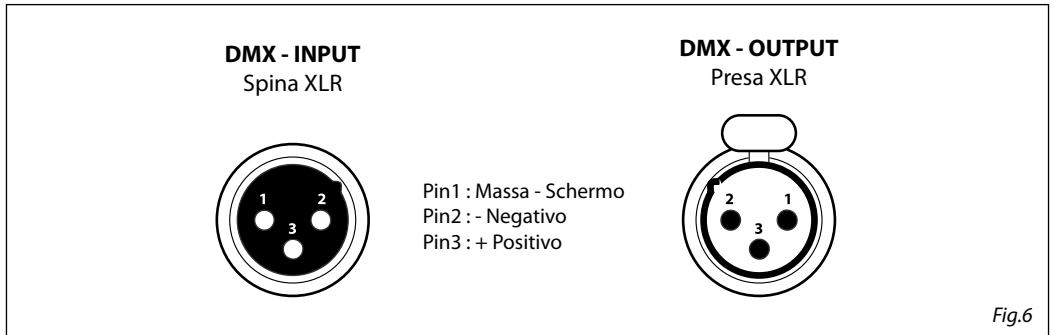 DMX - INPUT
Spina XLR
1 2
3
Pin1 : Massa - Schermo
Pin2 : - Negativo
Pin3 : + Positivo
DMX - OUTPUT
Presa XLR
2 1
3
Fig.6